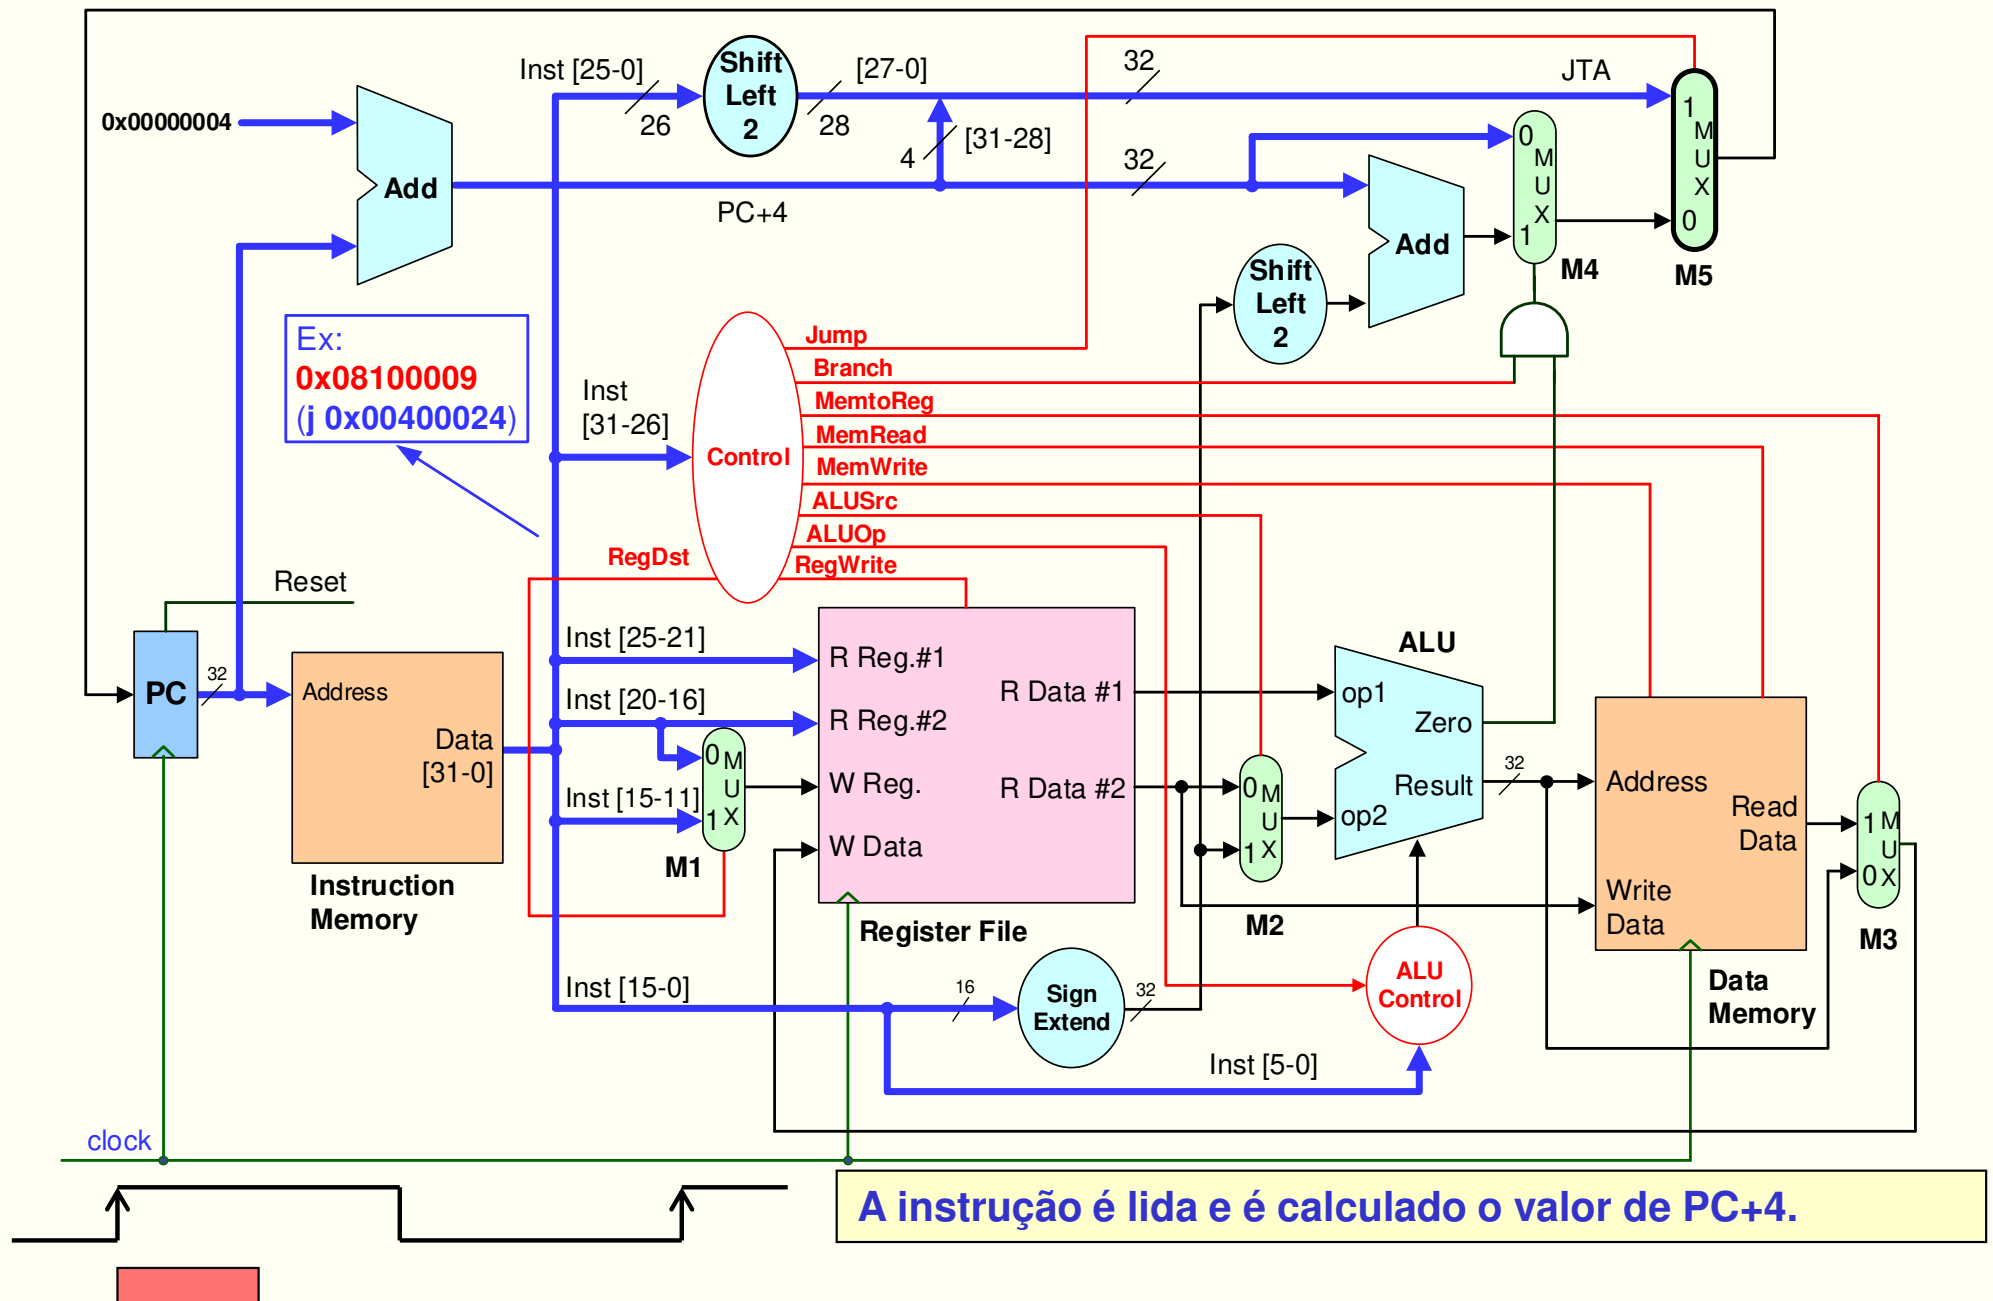 Inst [25-0]
26
Shift
Left
2
[27-0]
28
32
JTA
1
M
U
X
0
M5
0x00000004
Add
4
[31-28]
PC+4
32
0
M
U
X
1
M4
Add
Shift
Left
2
Ex:
0x08100009
(j 0x00400024)
Inst
[31-26]
Control
Jump
Branch
MemtoReg
MemRead
MemWrite
ALUSrc
ALUOp
RegWrite
RegDst
Reset
PC
32
Address
Data
[31-0]
Instruction
Memory
Inst [25-21]
Inst [20-16]
Inst [15-11]
0
M
U
X
1
M1
R Reg.#1
R Reg.#2
W Reg.
W Data
R Data #1
R Data #2
Register File
0
M
U
X
1
M2
ALU
op1
op2
Zero
Result
32
Address
Read
Data
Write
Data
Data
Memory
1
M
U
X
0
M3
Inst [15-0]
16
Sign
Extend
32
ALU
Control
Inst [5-0]
clock
A instrução é lida e é calculado o valor de PC+4.